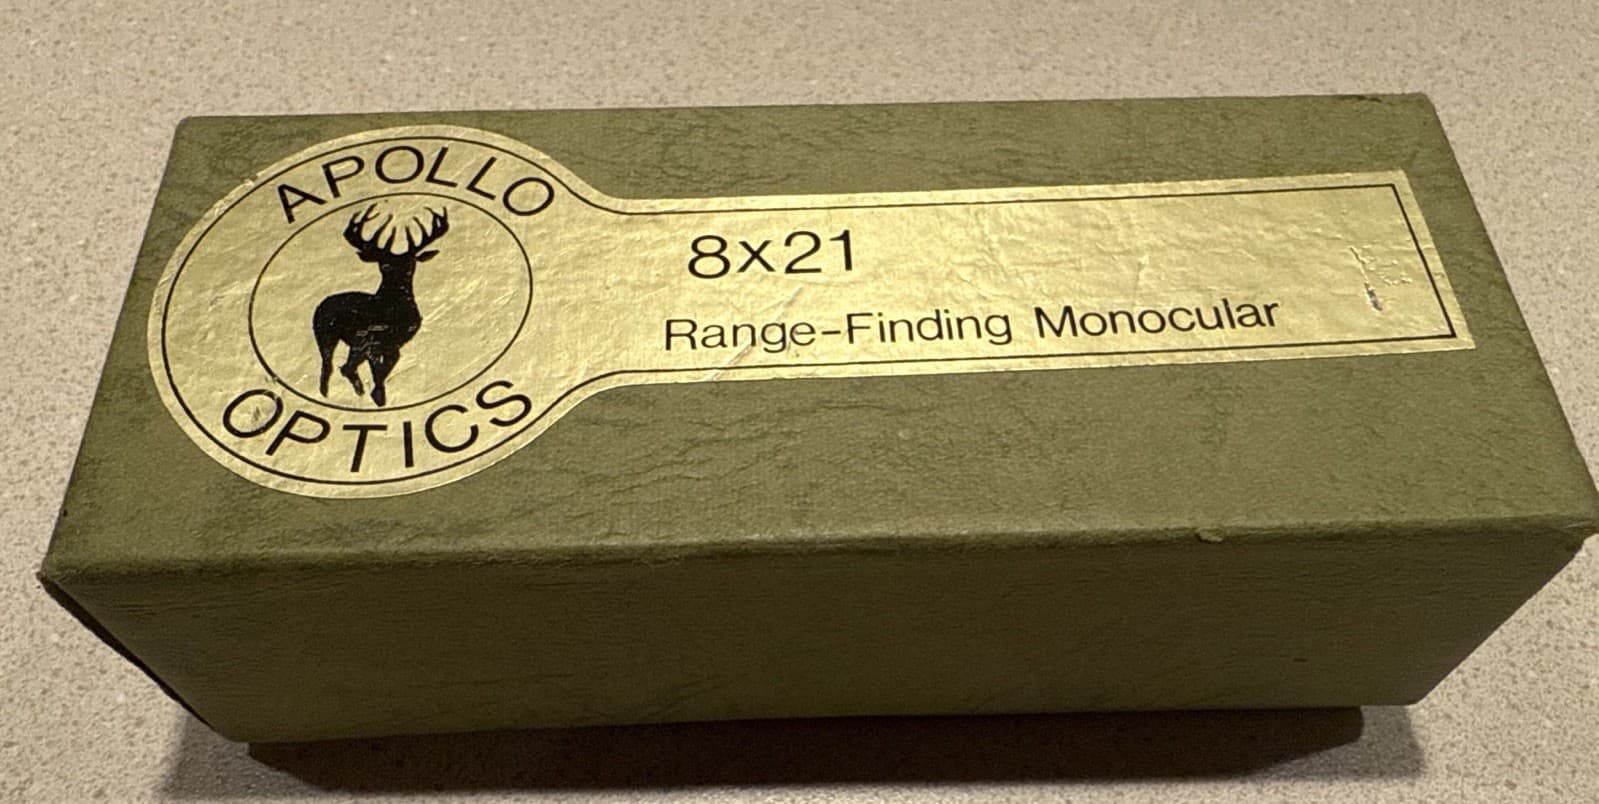 APOLLO
OPTICS
8x21
Range-Finding Monocular